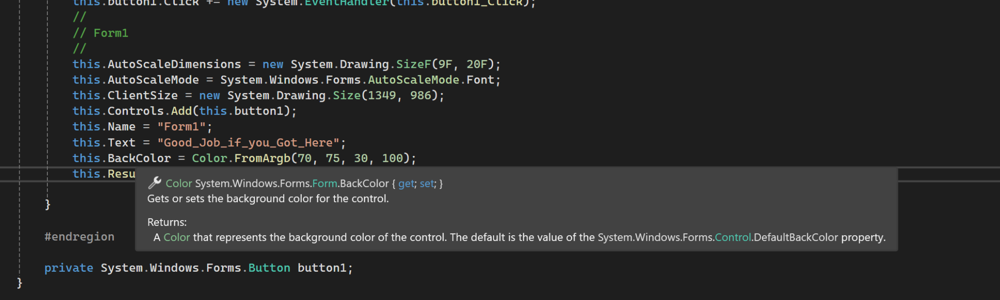 this.button1.Click += new System.EventHandler(this.button1_Click);
//
// Form1
//
this.AutoScaleDimensions = new System.Drawing.SizeF(9F, 20F);
this.AutoScaleMode = System.Windows.Forms.AutoScaleMode.Font;
this.ClientSize = new System.Drawing.Size(1349, 986);
this.Controls.Add(this.button1);
this.Name = "Form1";
this.Text = "Good_Job_if_you_Got_Here";
this.BackColor = Color.FromArgb(70, 75, 30, 100);
this.Resu
Color System.Windows.Forms.Form.BackColor { get; set; }
Gets or sets the background color for the control.
}
Returns:
A Color that represents the background color of the control. The default is the value of the System.Windows.Forms.Control.DefaultBackColor property.
#endregion
private System.Windows.Forms.Button button1;
}